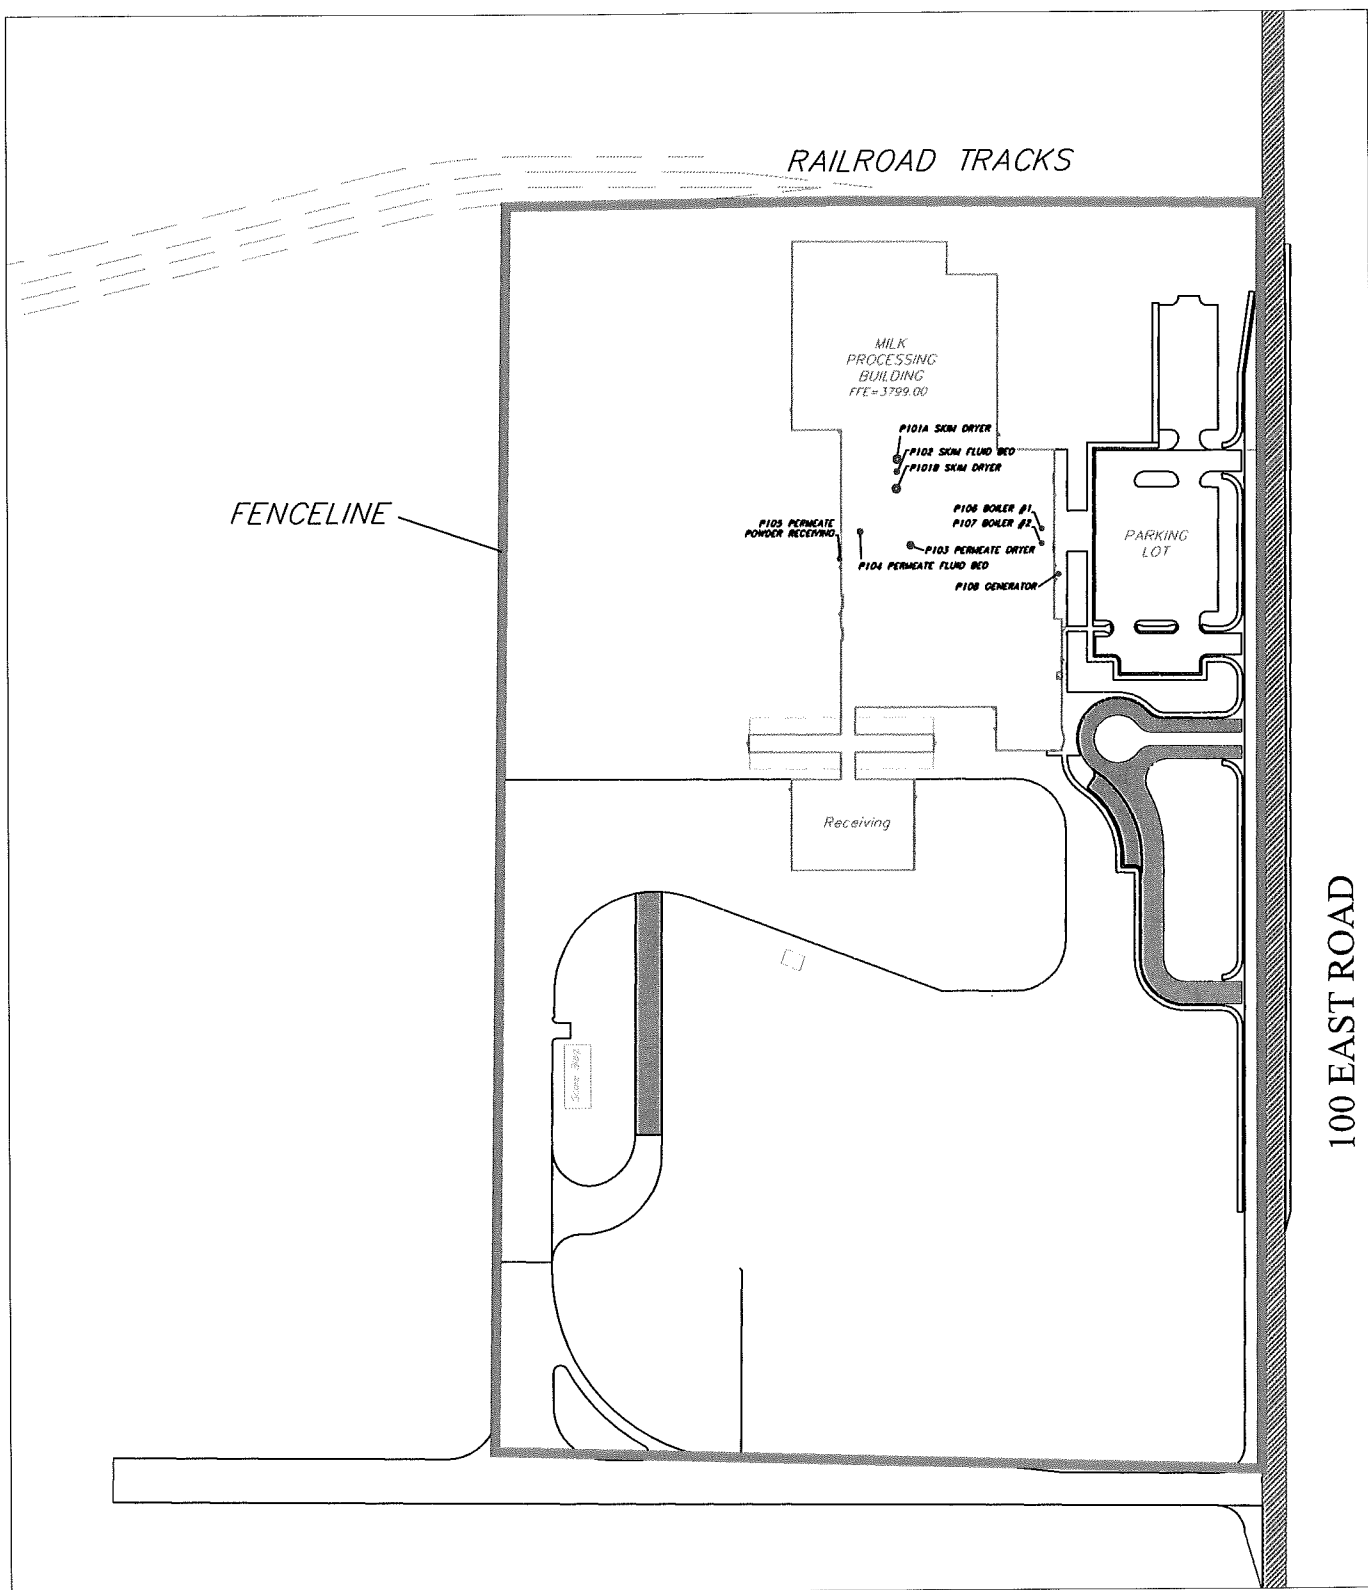 RAILROAD TRACKS
MILK
PROCESSING
BUILDING
FFE=3799.00
P101A SKIM DRYER
P102 SKIM FLUID BED
P101B SKIM DRYER
FENCELINE
P105 PERMEATE
POWDER RECEIVING
P106 BOILER #1
P107 BOILER #2
P103 PERMEATE DRYER
P104 PERMEATE FLUID BED
P108 GENERATOR
PARKING
LOT
Receiving
Scale Bldg
100 EAST ROAD